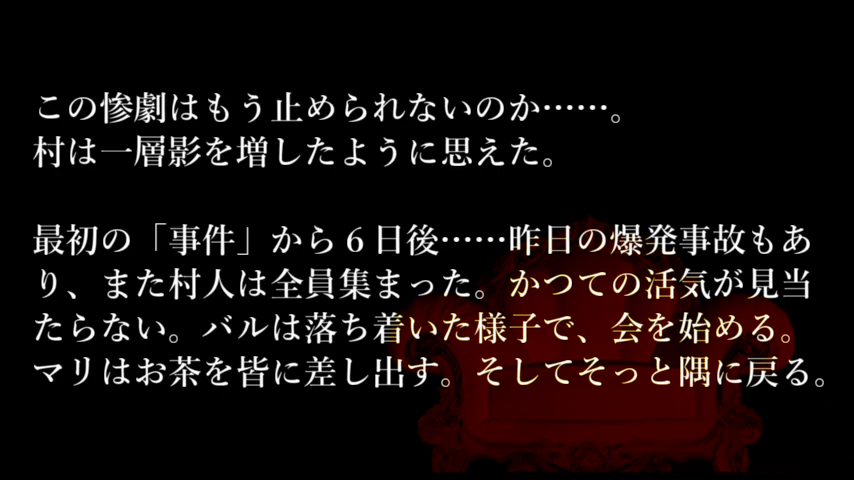 この惨劇はもう止められないのか……。
村は一層影を増したように思えた。
最初の「事件」から６日後……昨日の爆発事故もあ
り、また村人は全員集まった。かつての活気が見当
たらない。バルは落ち着いた様子で、会を始める。
マリはお茶を皆に差し出す。そしてそっと隅に戻る。